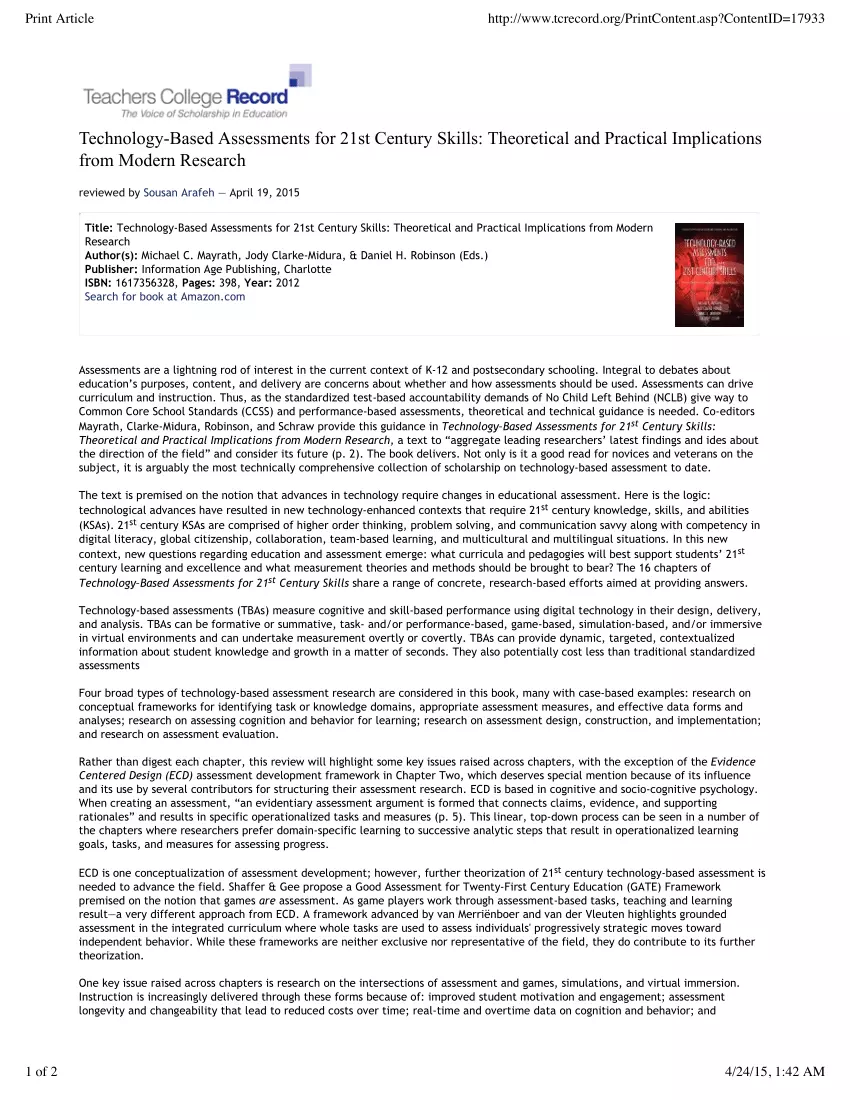 Print Article
http://www.tcrecord.org/PrintContent.asp?ContentID=17933
Teachers College Record
The Voice of Scholarship in Education
Technology-Based Assessments for 21st Century Skills: Theoretical and Practical Implications
from Modern Research
reviewed by Sousan Arafeh — April 19, 2015
Title: Technology-Based Assessments for 21st Century Skills: Theoretical and Practical Implications from Modern
Research
Author(s): Michael C. Mayrath, Jody Clarke-Midura, & Daniel H. Robinson (Eds.)
Publisher: Information Age Publishing, Charlotte
ISBN: 1617356328, Pages: 398, Year: 2012
Search for book at Amazon.com
TECHNOLOGY-BASED
ASSESSMENTS
FOR
21ST CENTURY SKILLS
Assessments are a lightning rod of interest in the current context of K-12 and postsecondary schooling. Integral to debates about
education’s purposes, content, and delivery are concerns about whether and how assessments should be used. Assessments can drive
curriculum and instruction. Thus, as the standardized test-based accountability demands of No Child Left Behind (NCLB) give way to
Common Core School Standards (CCSS) and performance-based assessments, theoretical and technical guidance is needed. Co-editors
Mayrath, Clarke-Midura, Robinson, and Schraw provide this guidance in Technology-Based Assessments for 21st Century Skills:
Theoretical and Practical Implications from Modern Research, a text to “aggregate leading researchers’ latest findings and ides about
the direction of the field” and consider its future (p. 2). The book delivers. Not only is it a good read for novices and veterans on the
subject, it is arguably the most technically comprehensive collection of scholarship on technology-based assessment to date.
The text is premised on the notion that advances in technology require changes in educational assessment. Here is the logic:
technological advances have resulted in new technology-enhanced contexts that require 21st century knowledge, skills, and abilities
(KSAs). 21st century KSAs are comprised of higher order thinking, problem solving, and communication savvy along with competency in
digital literacy, global citizenship, collaboration, team-based learning, and multicultural and multilingual situations. In this new
context, new questions regarding education and assessment emerge: what curricula and pedagogies will best support students’ 21st
century learning and excellence and what measurement theories and methods should be brought to bear? The 16 chapters of
Technology-Based Assessments for 21st Century Skills share a range of concrete, research-based efforts aimed at providing answers.
Technology-based assessments (TBAs) measure cognitive and skill-based performance using digital technology in their design, delivery,
and analysis. TBAs can be formative or summative, task- and/or performance-based, game-based, simulation-based, and/or immersive
in virtual environments and can undertake measurement overtly or covertly. TBAs can provide dynamic, targeted, contextualized
information about student knowledge and growth in a matter of seconds. They also potentially cost less than traditional standardized
assessments
Four broad types of technology-based assessment research are considered in this book, many with case-based examples: research on
conceptual frameworks for identifying task or knowledge domains, appropriate assessment measures, and effective data forms and
analyses; research on assessing cognition and behavior for learning; research on assessment design, construction, and implementation;
and research on assessment evaluation.
Rather than digest each chapter, this review will highlight some key issues raised across chapters, with the exception of the Evidence
Centered Design (ECD) assessment development framework in Chapter Two, which deserves special mention because of its influence
and its use by several contributors for structuring their assessment research. ECD is based in cognitive and socio-cognitive psychology.
When creating an assessment, “an evidentiary assessment argument is formed that connects claims, evidence, and supporting
rationales” and results in specific operationalized tasks and measures (p. 5). This linear, top-down process can be seen in a number of
the chapters where researchers prefer domain-specific learning to successive analytic steps that result in operationalized learning
goals, tasks, and measures for assessing progress.
ECD is one conceptualization of assessment development; however, further theorization of 21st century technology-based assessment is
needed to advance the field. Shaffer & Gee propose a Good Assessment for Twenty-First Century Education (GATE) Framework
premised on the notion that games are assessment. As game players work through assessment-based tasks, teaching and learning
result—a very different approach from ECD. A framework advanced by van Merriënboer and van der Vleuten highlights grounded
assessment in the integrated curriculum where whole tasks are used to assess individuals' progressively strategic moves toward
independent behavior. While these frameworks are neither exclusive nor representative of the field, they do contribute to its further
theorization.
One key issue raised across chapters is research on the intersections of assessment and games, simulations, and virtual immersion.
Instruction is increasingly delivered through these forms because of: improved student motivation and engagement; assessment
longevity and changeability that lead to reduced costs over time; real-time and overtime data on cognition and behavior; and
1 of 2
4/24/15, 1:42 AM